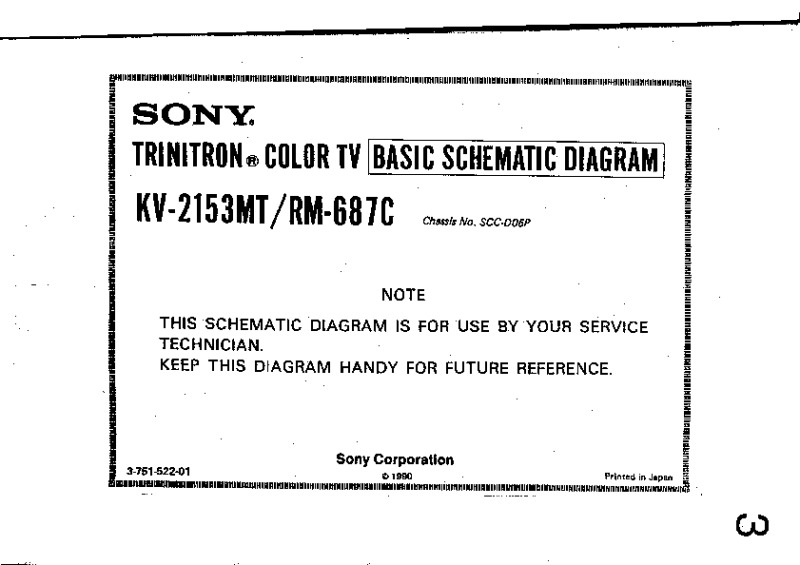 SONY.
TRINITRON® COLOR TV BASIC SCHEMATIC DIAGRAM
KV-2153MT/RM-687C Chassis No. SCC-D06P
NOTE
THIS SCHEMATIC DIAGRAM IS FOR USE BY YOUR SERVICE
TECHNICIAN.
KEEP THIS DIAGRAM HANDY FOR FUTURE REFERENCE.
Sony Corporation
3-751-522-01 © 1990 Printed in Japan
3